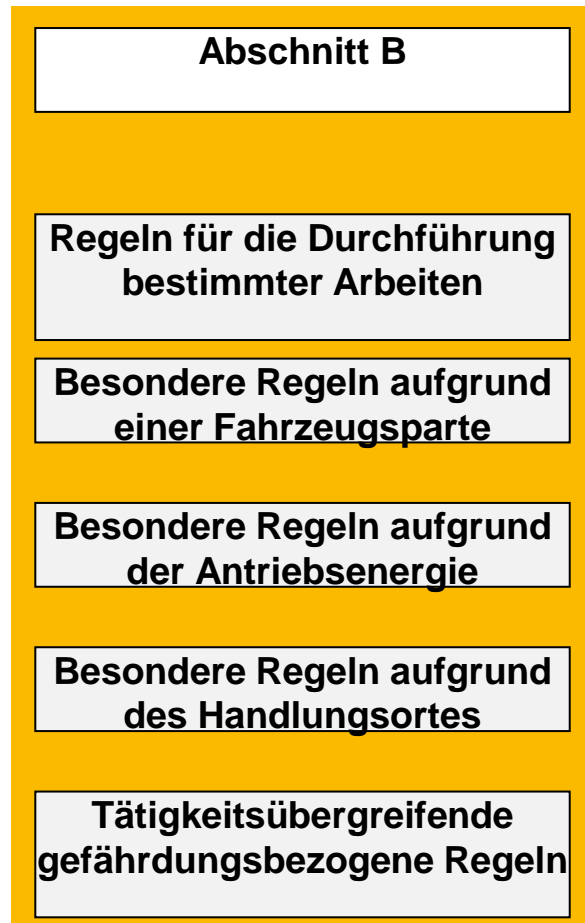 Abschnitt B
Regeln für die Durchführung
bestimmter Arbeiten
Besondere Regeln aufgrund
einer Fahrzeugsparte
Besondere Regeln aufgrund
der Antriebsenergie
Besondere Regeln aufgrund
des Handlungsortes
Tätigkeitsübergreifende
gefährdungsbezogene Regeln